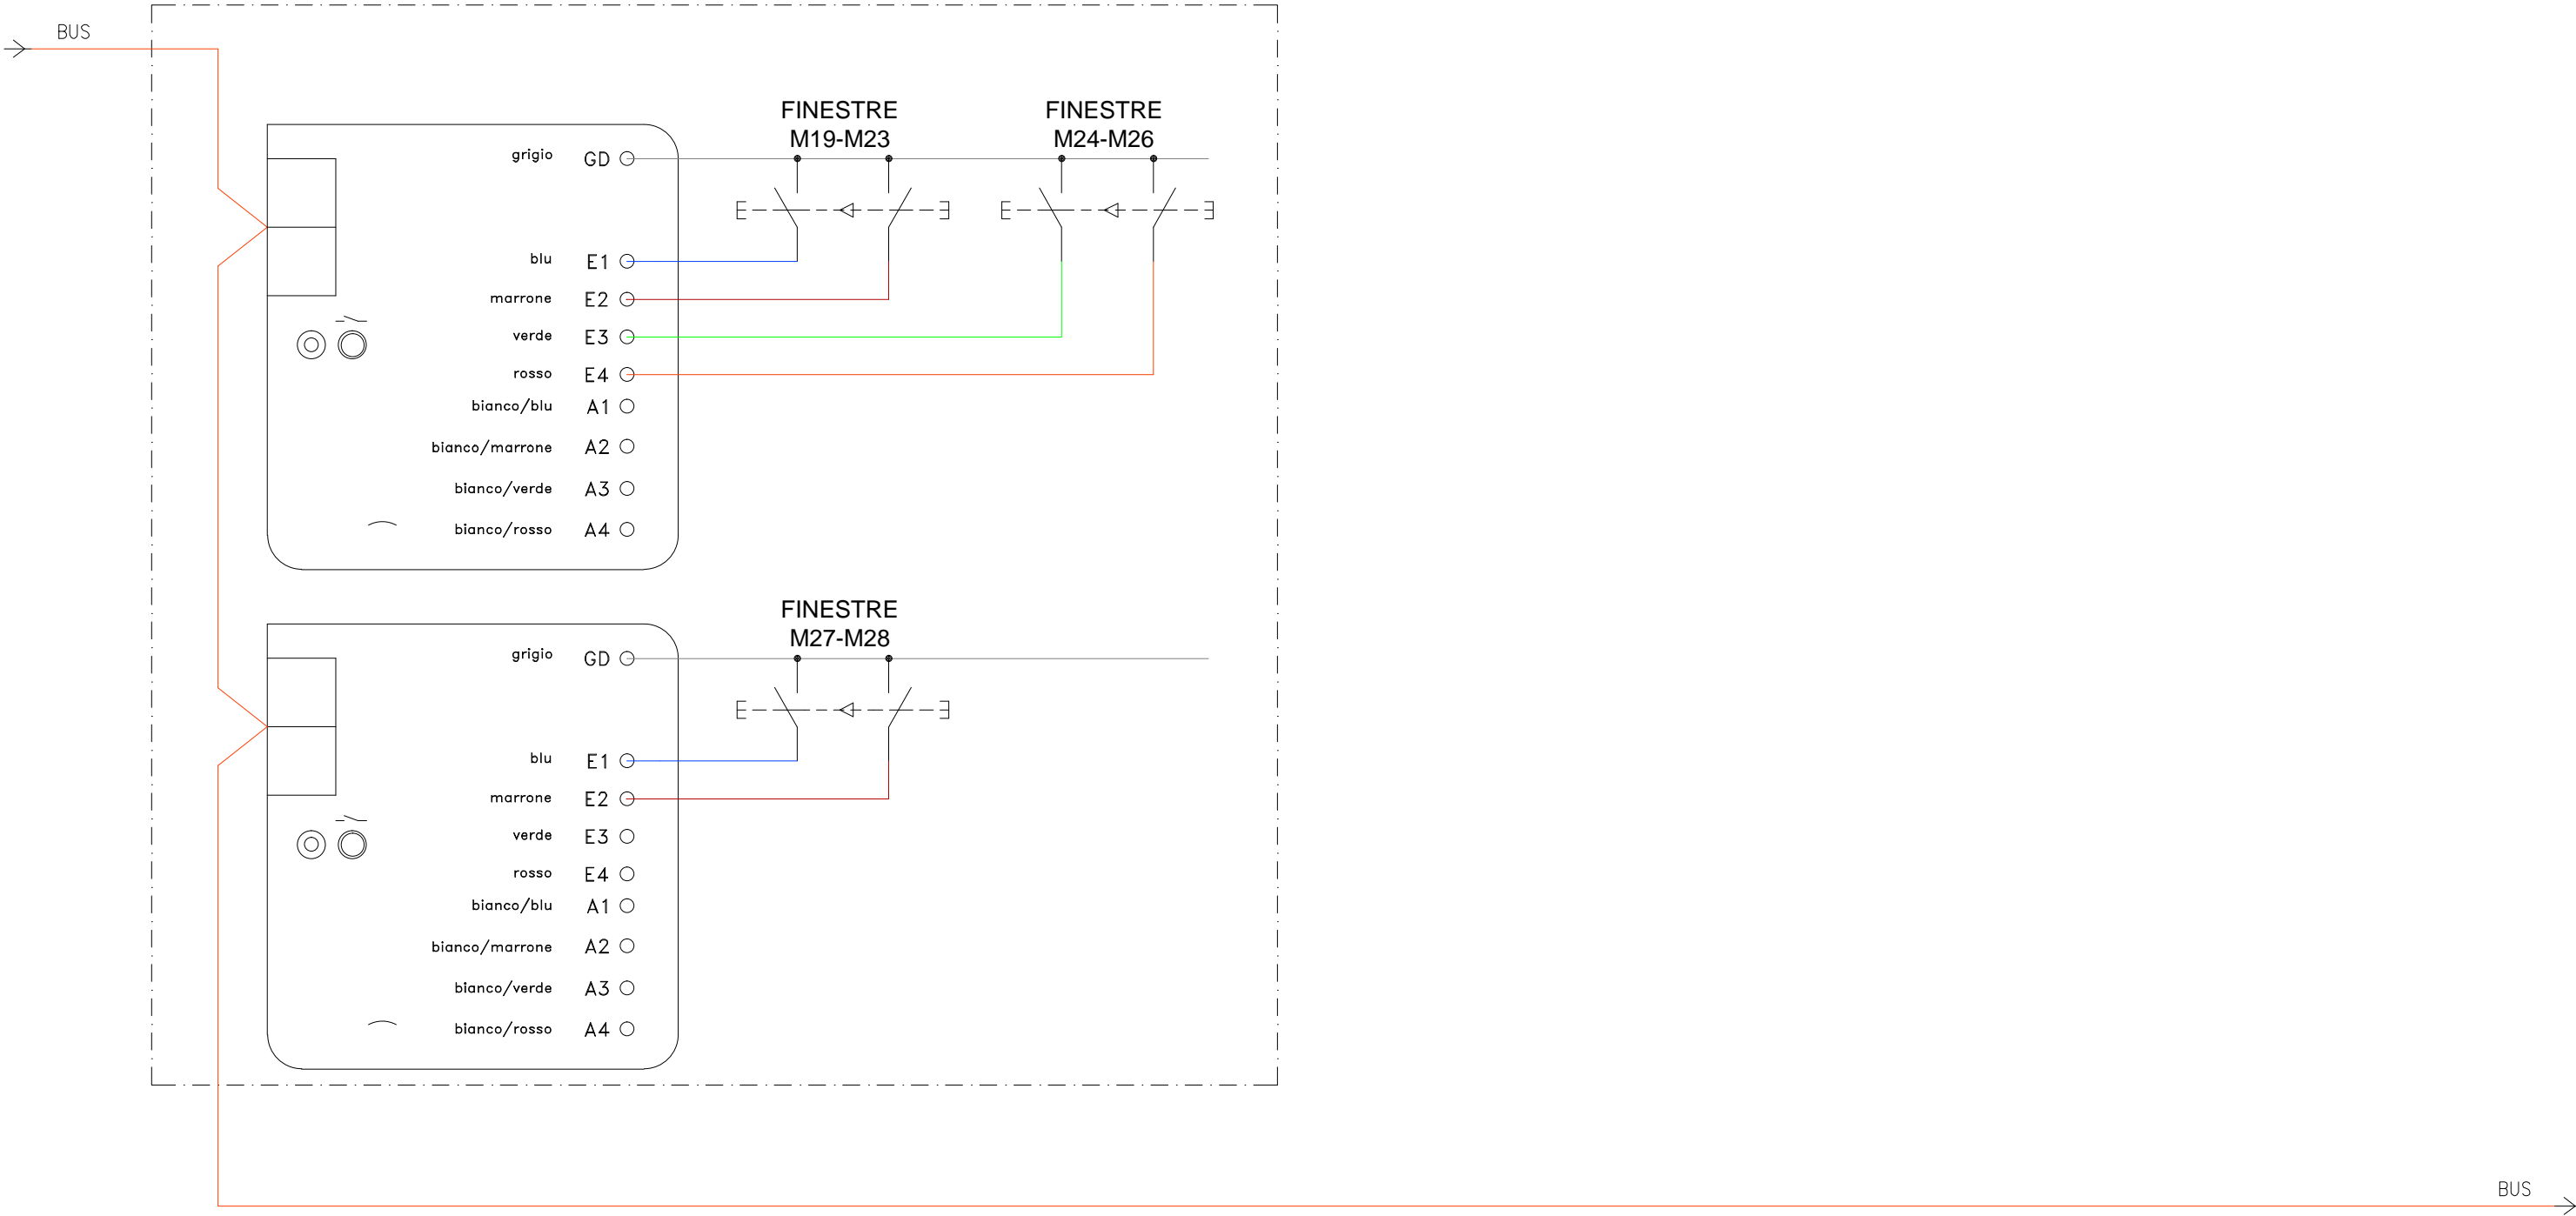 BUS
FINESTRE
M19-M23
FINESTRE
M24-M26
grigio GD
blu E1
marrone E2
verde E3
rosso E4
bianco/blu A1
bianco/marrone A2
bianco/verde A3
bianco/rosso A4
FINESTRE
M27-M28
grigio GD
blu E1
marrone E2
verde E3
rosso E4
bianco/blu A1
bianco/marrone A2
bianco/verde A3
bianco/rosso A4
BUS